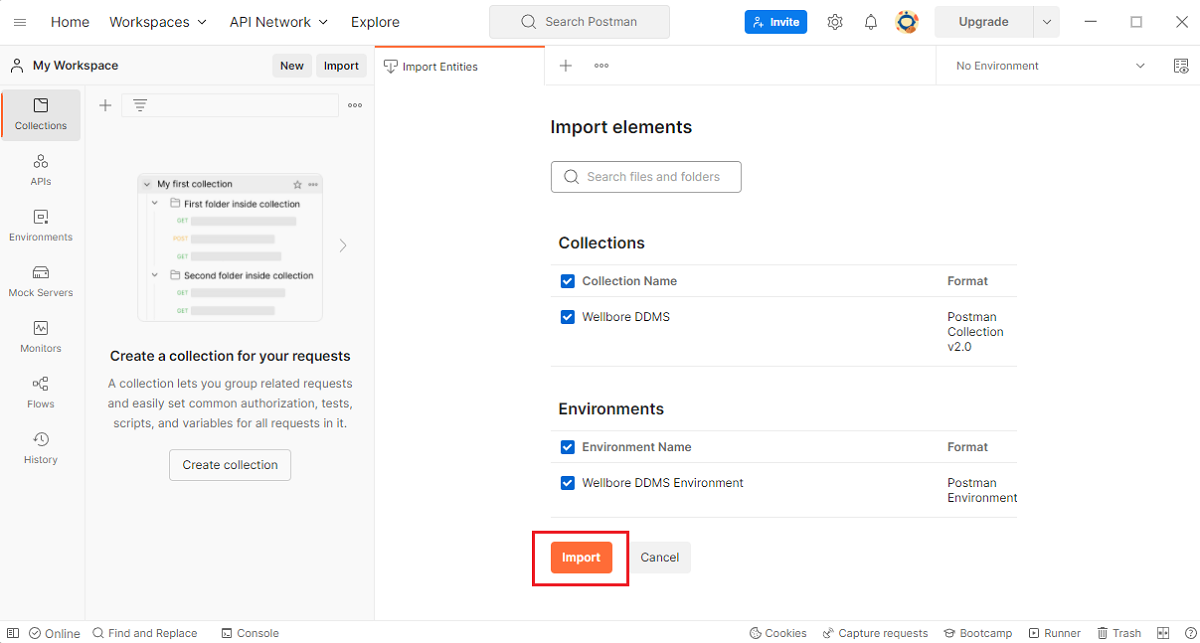 Home Workspaces API Network Explore Search Postman Invite Upgrade
My Workspace New Import Import Entities No Environment
Collections
APIs
Environments
Mock Servers
Monitors
Flows
History
My first collection
First folder inside collection
GET
POST
GET
Second folder inside collection
GET
GET
Create a collection for your requests
A collection lets you group related requests
and easily set common authorization, tests,
scripts, and variables for all requests in it.
Create collection
Import elements
Search files and folders
Collections
Collection Name Format
Wellbore DDMS Postman
Collection
v2.0
Environments
Environment Name Format
Wellbore DDMS Environment Postman
Environment
Import Cancel
Online Find and Replace Console Cookies Capture requests Bootcamp Runner Trash